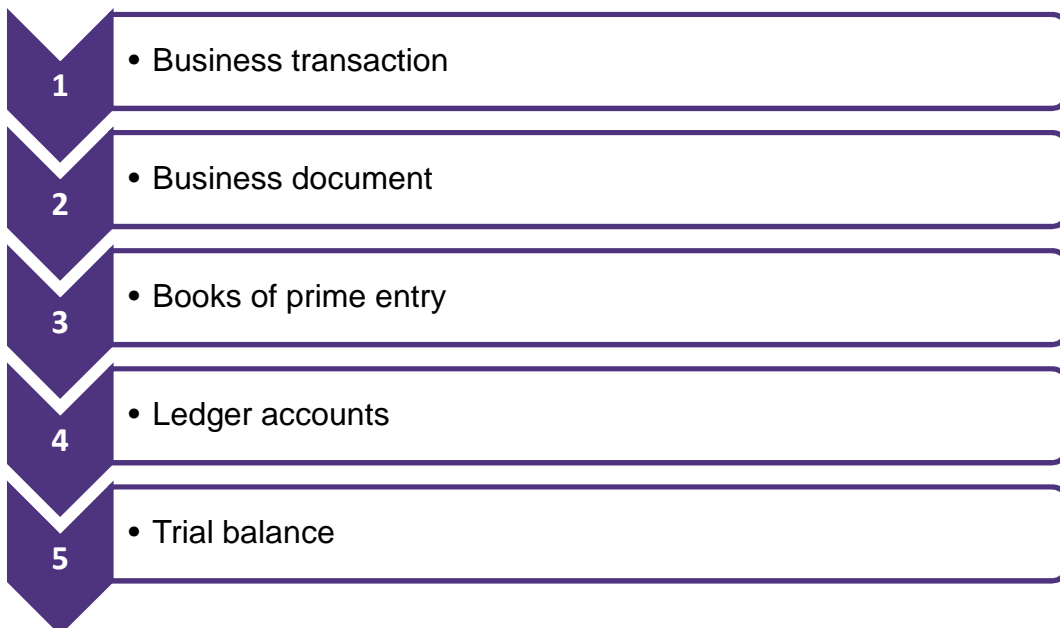 1
• Business transaction
2
• Business document
3
• Books of prime entry
4
• Ledger accounts
5
• Trial balance